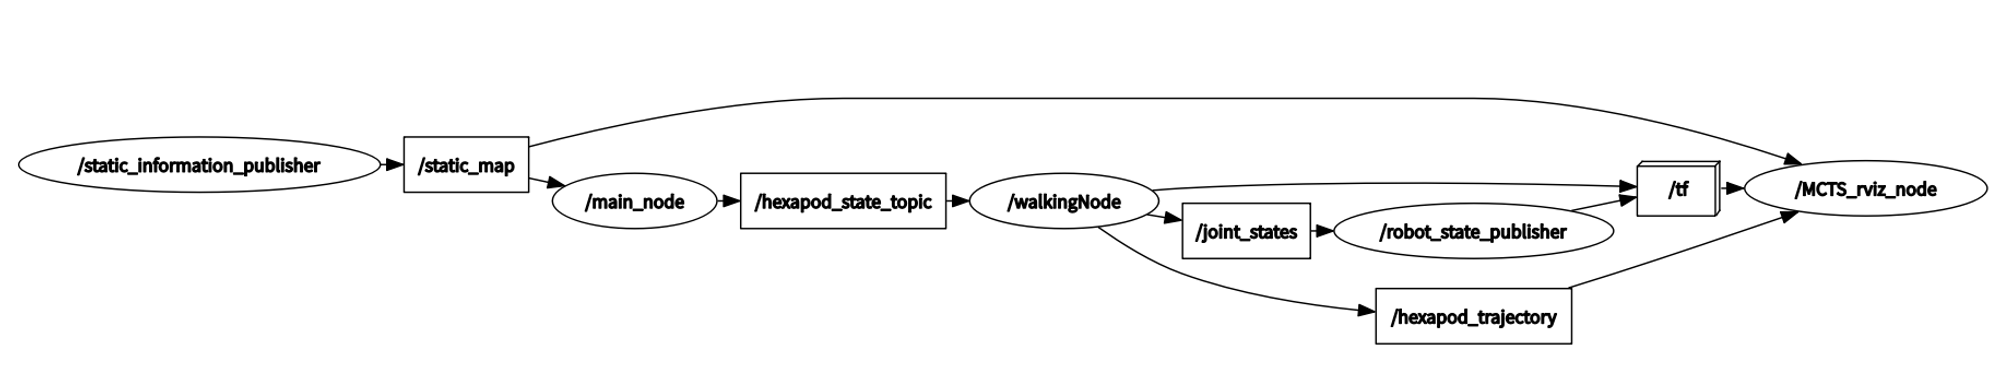 /static_information_publisher
/static_map
/main_node
/hexapod_state_topic
/walkingNode
/joint_states
/robot_state_publisher
/hexapod_trajectory
/tf
/MCTS_rviz_node